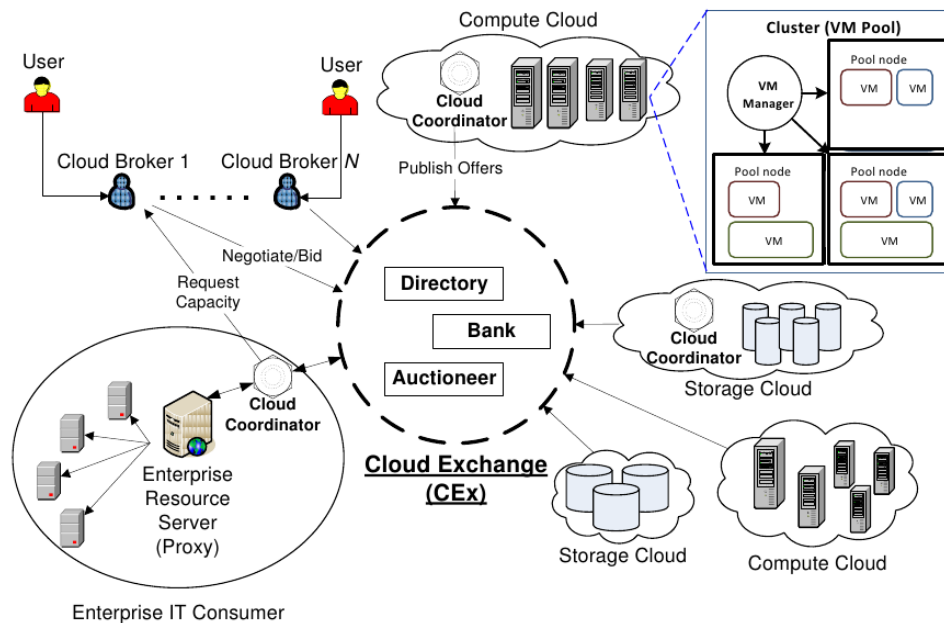 Compute Cloud
Cluster (VM Pool)
User
User
Cloud
Coordinator
VM
Manager
Pool node
VM
VM
Cloud Broker 1
Cloud Broker N
......
Publish Offers
Pool node
VM
VM
Pool node
VM
VM
VM
Negotiate/Bid
Request
Capacity
Directory
Bank
Auctioneer
Cloud
Coordinator
Storage Cloud
Cloud
Coordinator
Enterprise
Resource
Server
(Proxy)
Cloud Exchange
(CEx)
Storage Cloud
Compute Cloud
Enterprise IT Consumer